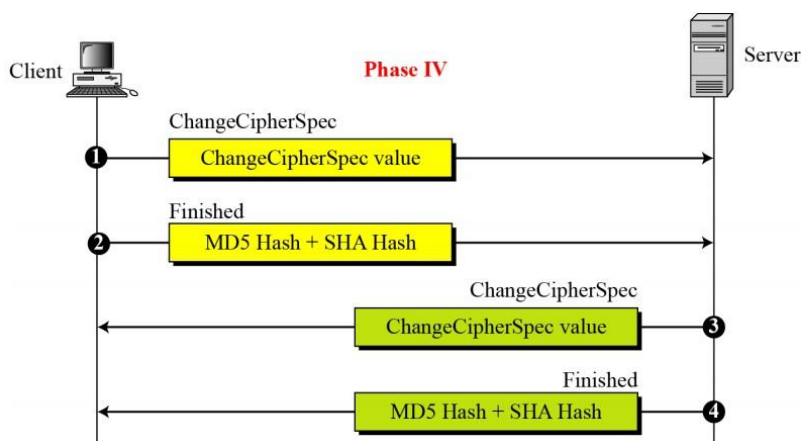 Client
Phase IV
Server
ChangeCipherSpec
1
ChangeCipherSpec value
Finished
2
MD5 Hash + SHA Hash
ChangeCipherSpec
ChangeCipherSpec value
3
Finished
MD5 Hash + SHA Hash
4